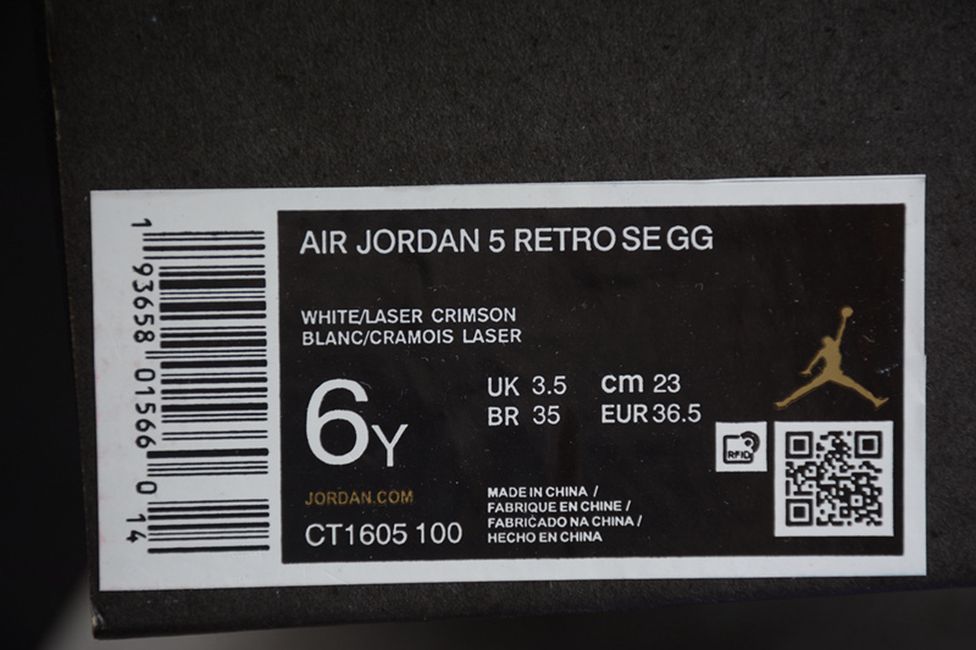 1 93658 01566 0 14
AIR JORDAN 5 RETRO SE GG
WHITE/LASER CRIMSON
BLANC/CRAMOIS LASER
6Y
UK 3.5 cm 23
BR 35 EUR 36.5
RFID
JORDAN.COM
CT1605 100
MADE IN CHINA /
FABRIQUE EN CHINE /
FABRICADO NA CHINA /
HECHO EN CHINA